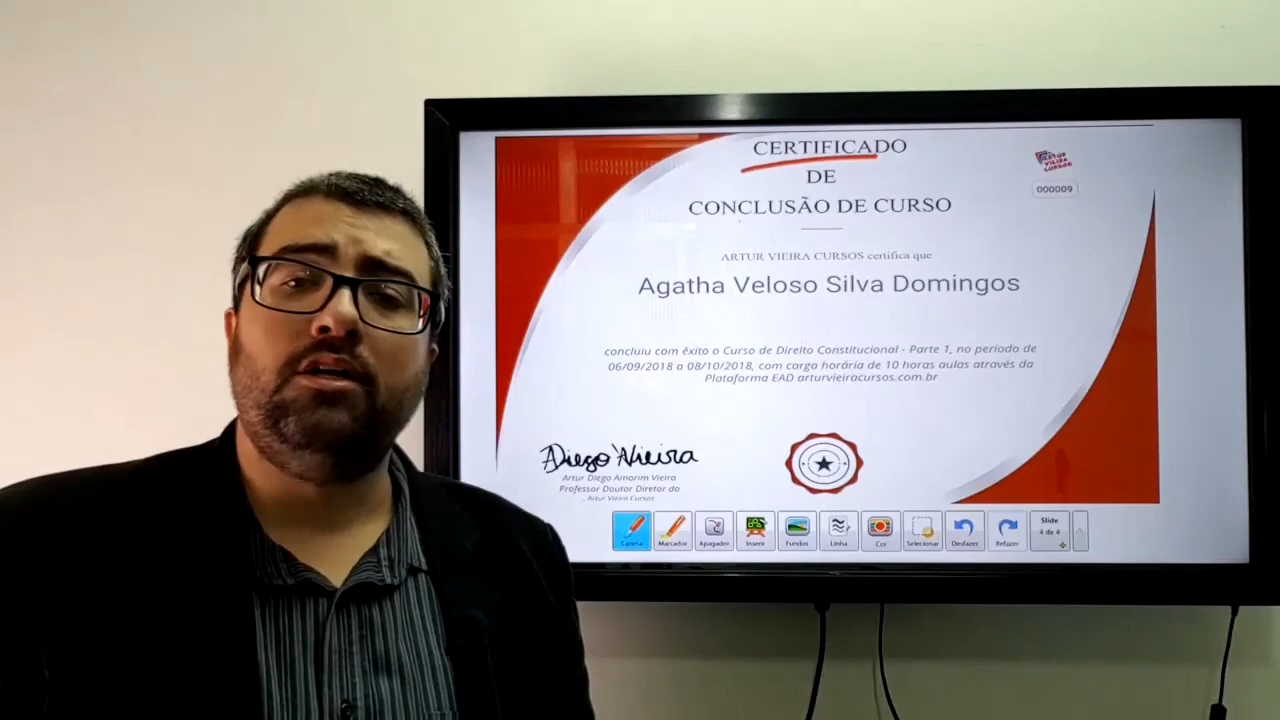 CERTIFICADO
DE
CONCLUSÃO DE CURSO
ARTUR VIEIRA CURSOS
000009
ARTUR VIEIRA CURSOS certifica que
Agatha Veloso Silva Domingos
concluiu com êxito o Curso de Direito Constitucional - Parte 1, no período de
06/09/2018 a 08/10/2018, com carga horária de 10 horas aulas através da
Plataforma EAD arturvieiracursos.com.br
Diego Vieira
Artur Diego Amorim Vieira
Professor Doutor Diretor do
Artur Vieira Cursos
Caneta Marcador Apagador Inserir Fundos Linha Cor Selecionar Desfazer Refazer
Slide
4 de 4